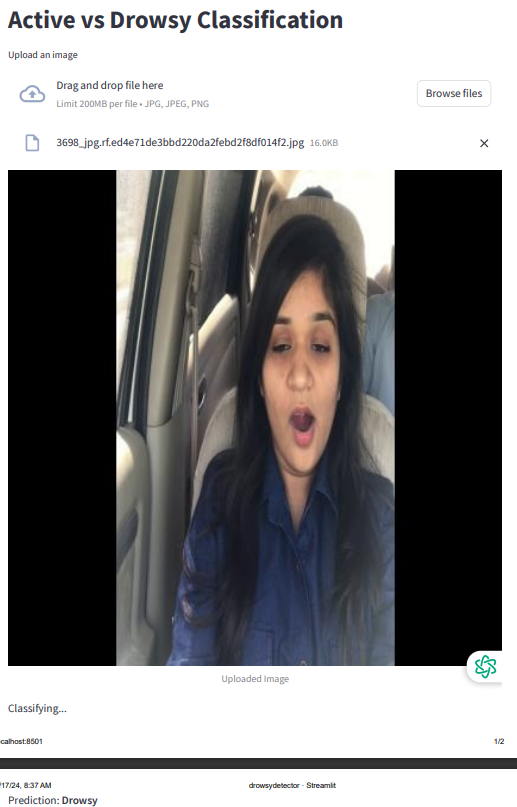 Active vs Drowsy Classification
Upload an image
Drag and drop file here
Limit 200MB per file • JPG, JPEG, PNG
Browse files
3698_jpg.rf.ed4e71de3bbd220da2febd2f8df014f2.jpg 16.0KB
Uploaded Image
Classifying...
calhost:8501 1/2
/17/24, 8:37 AM drowsydetector · Streamlit
Prediction: Drowsy